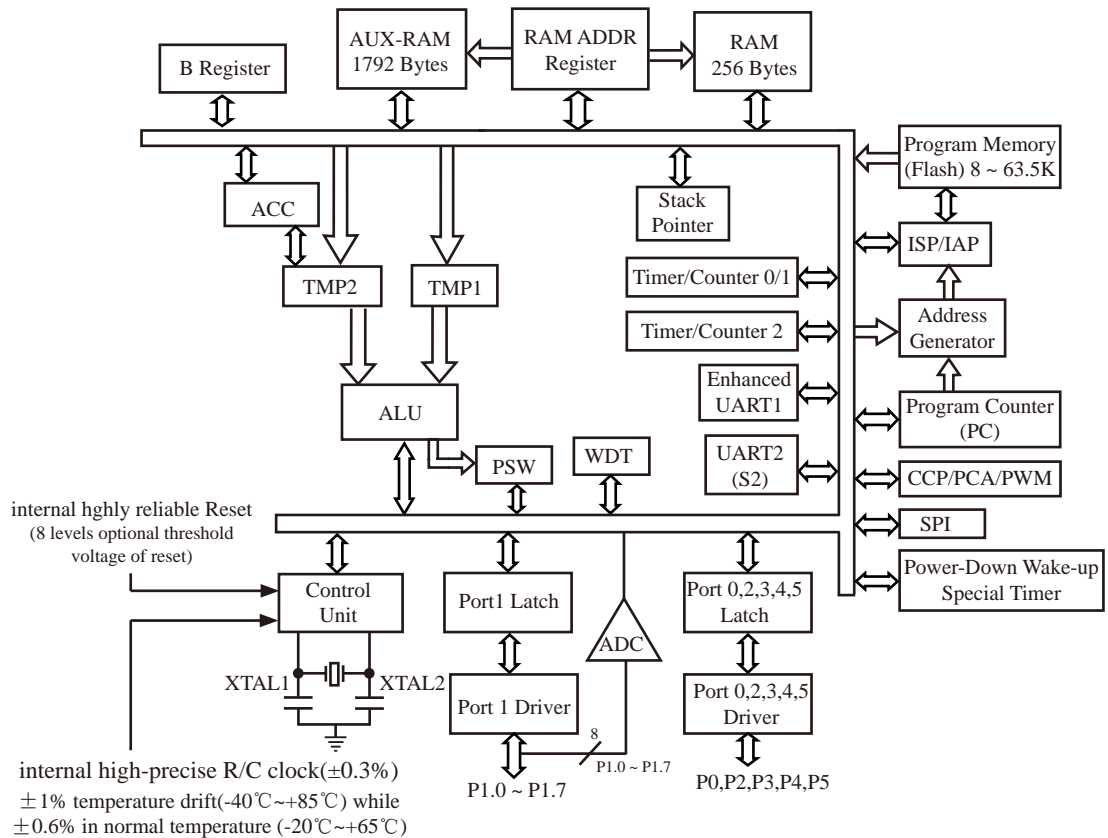 AUX-RAM
1792 Bytes
RAM ADDR
Register
RAM
256 Bytes
B Register
Program Memory
(Flash) 8 ~ 63.5K
ACC
Stack
Pointer
ISP/IAP
TMP2
TMP1
Timer/Counter 0/1
Timer/Counter 2
Address
Generator
Enhanced
UART1
ALU
Program Counter
(PC)
PSW
WDT
UART2
(S2)
CCP/PCA/PWM
internal hghly reliable Reset
(8 levels optional threshold
voltage of reset)
SPI
Control
Unit
Port1 Latch
ADC
Port 0,2,3,4,5
Latch
Power-Down Wake-up
Special Timer
XTAL1
XTAL2
Port 1 Driver
Port 0,2,3,4,5
Driver
8
P1.0 ~ P1.7
P1.0 ~ P1.7
P0,P2,P3,P4,P5
internal high-precise R/C clock(±0.3%)
±1% temperature drift(-40℃~+85℃) while
±0.6% in normal temperature (-20℃~+65℃)